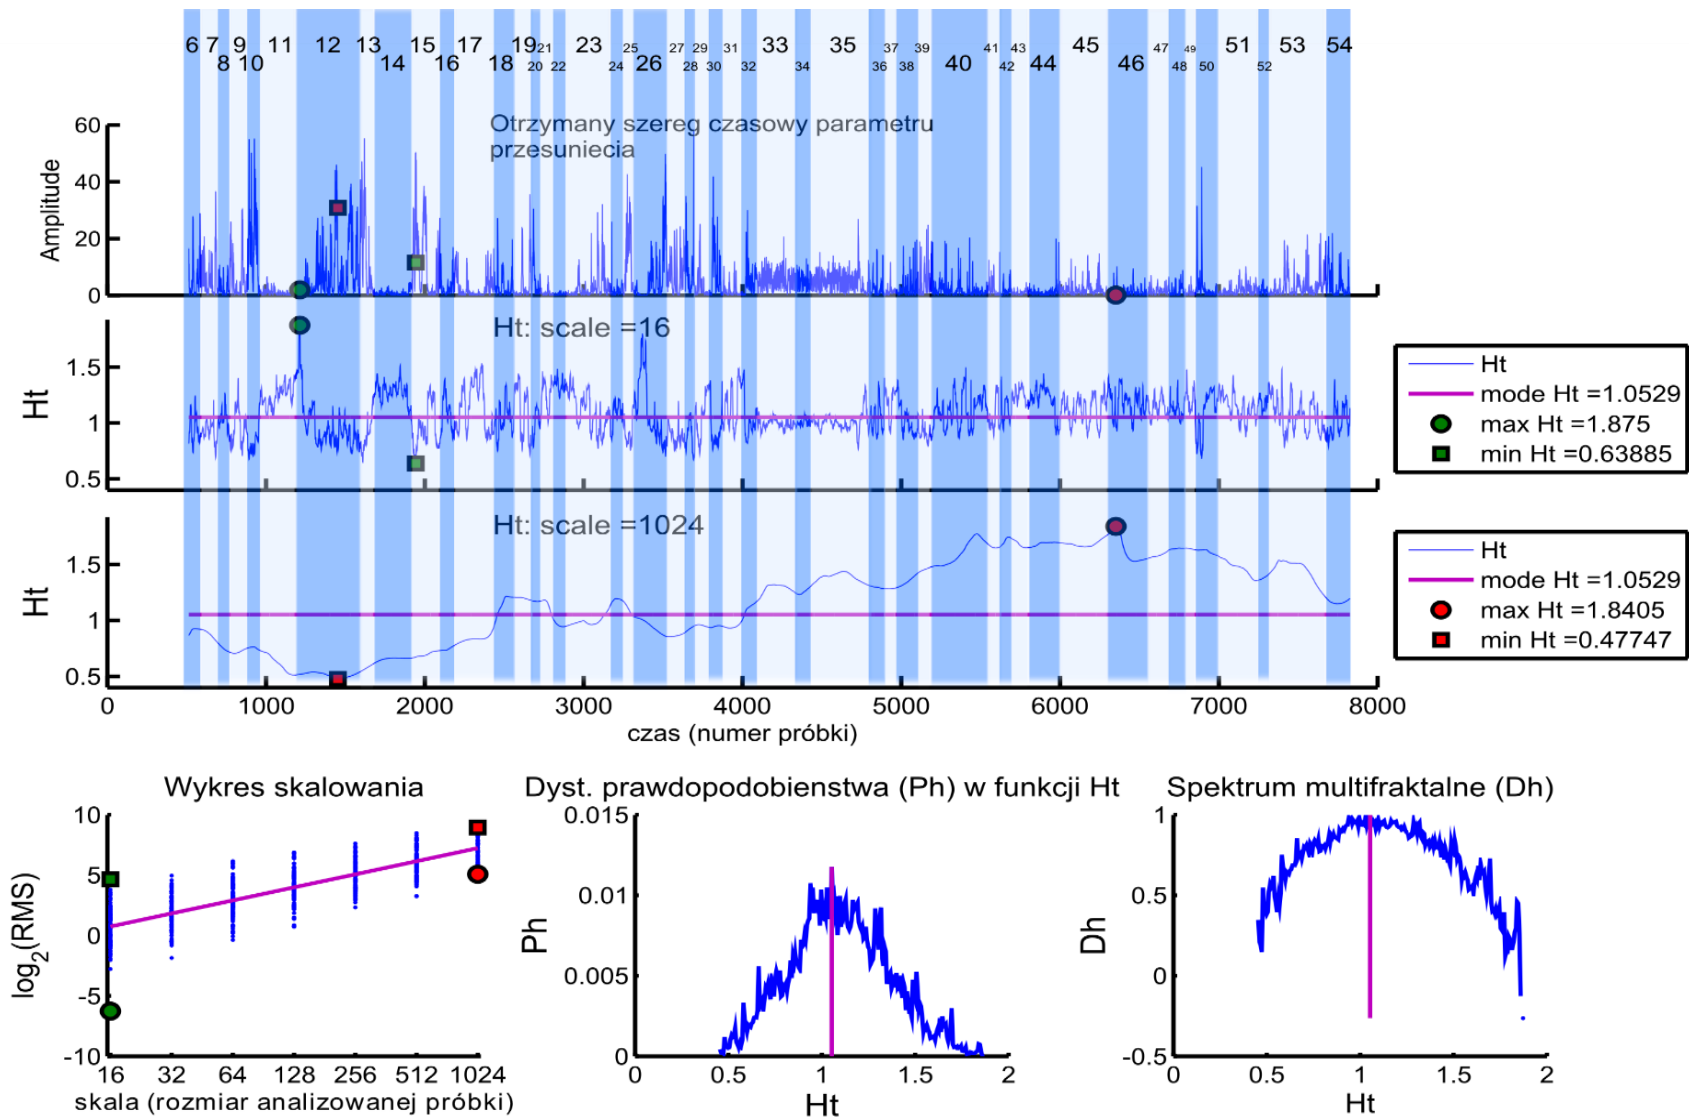 6 7 9 11 12 13 15 17 19 21 23 25 27 29 31 33 35 37 39 41 43 45 47 49 51 53 54
8 10 14 16 18 20 22 24 26 28 30 32 34 36 38 40 42 44 46 48 50 52
Otrzymany szereg czasowy parametru
przesuniecia
Amplitude
60
40
20
0
Ht: scale =16
Ht
1.5
1
0.5
Ht
mode Ht =1.0529
max Ht =1.875
min Ht =0.63885
Ht: scale =1024
Ht
1.5
1
0.5
0 1000 2000 3000 4000 5000 6000 7000 8000
czas (numer próbki)
Ht
mode Ht =1.0529
max Ht =1.8405
min Ht =0.47747
Wykres skalowania
log2(RMS)
10
5
0
-5
-10
16 32 64 128 256 512 1024
skala (rozmiar analizowanej próbki)
Dyst. prawdopodobienstwa (Ph) w funkcji Ht
Ph
0.015
0.01
0.005
0
0 0.5 1 1.5 2
Ht
Spektrum multifraktalne (Dh)
Dh
1
0.5
0
-0.5
0 0.5 1 1.5 2
Ht